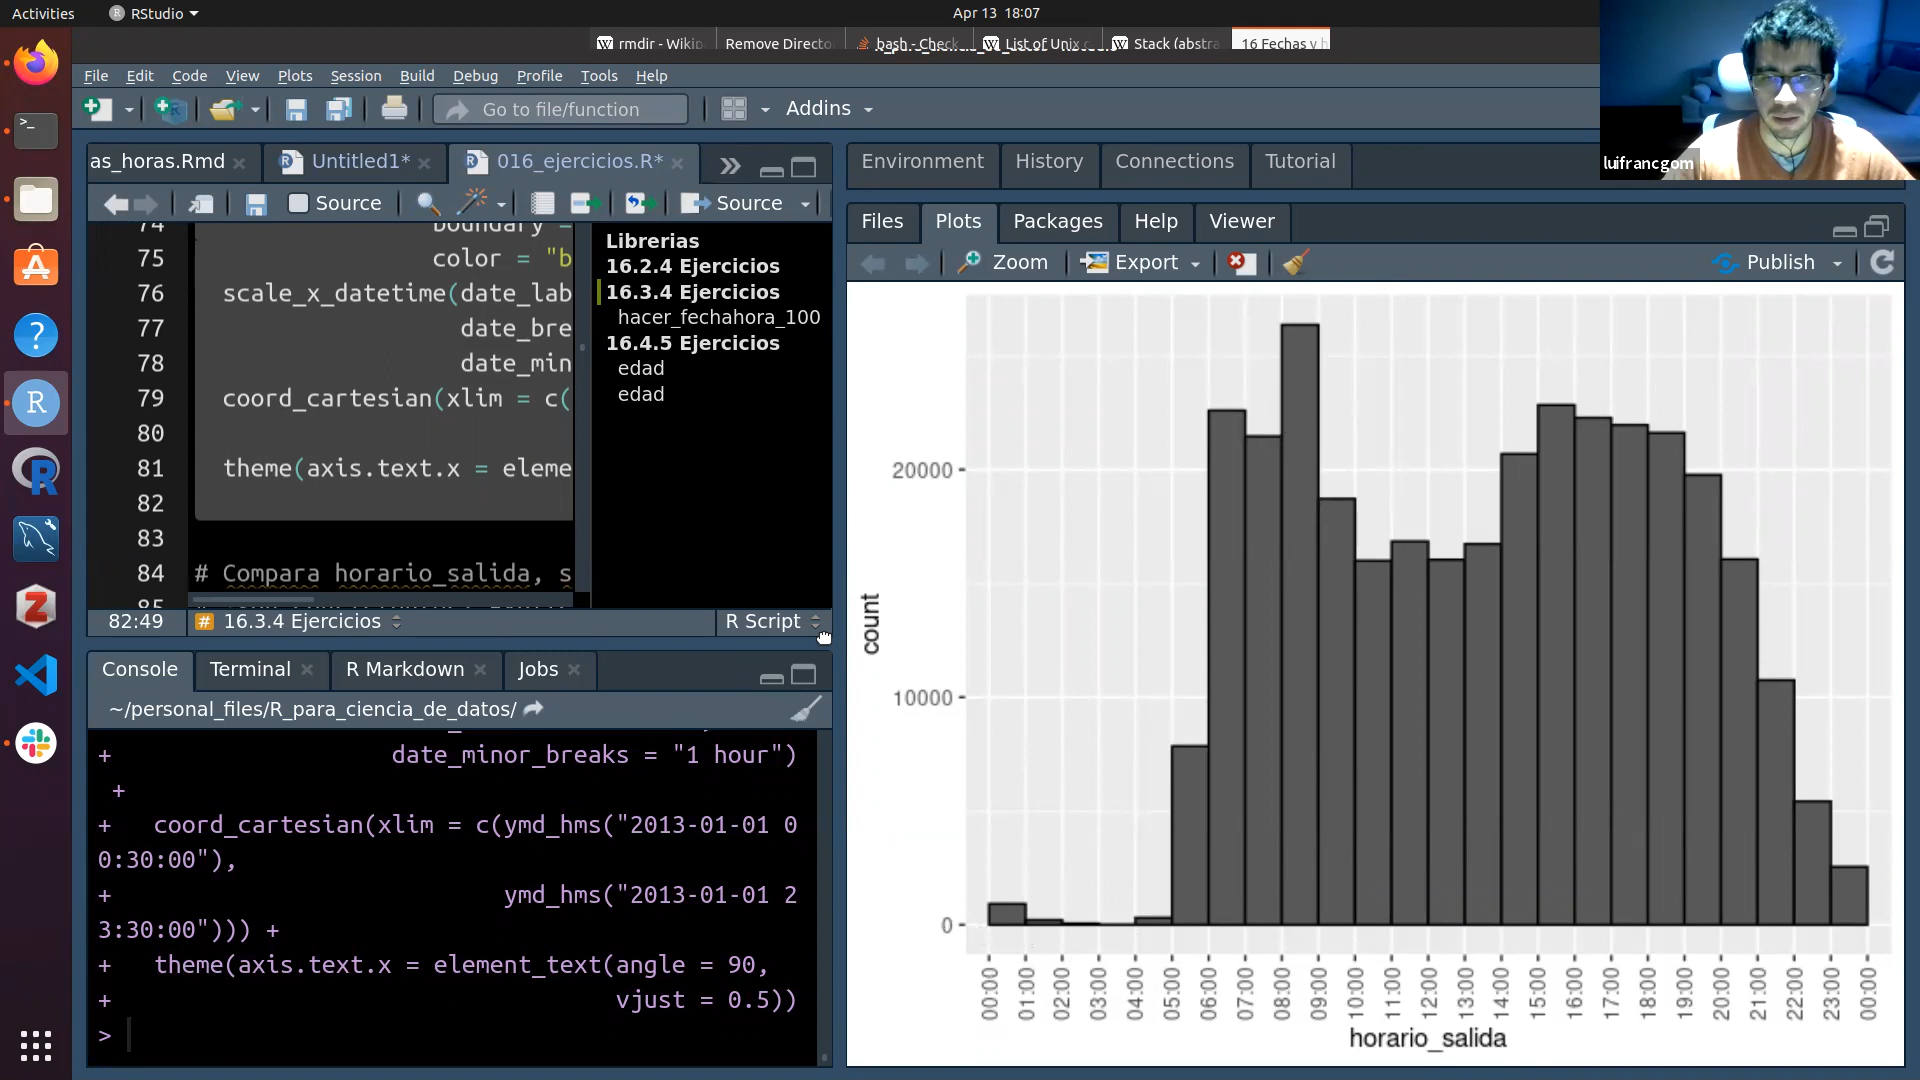 Activities
RStudio
Apr 13 18:07
rmdir - Wikip
Remove Directo
bash - Check
List of Unix c
Stack (abstra
16 Fechas y h
File Edit Code View Plots Session Build Debug Profile Tools Help
Go to file/function
Addins
luifrancgom
as_horas.Rmd
Untitled1*
016_ejercicios.R*
Source
Source
74 boundary =
75 color = "b
76 scale_x_datetime(date_lab
77 date_bre
78 date_min
79 coord_cartesian(xlim = c(
80
81 theme(axis.text.x = eleme
82
83
84 # Compara horario_salida, s
85
Librerias
16.2.4 Ejercicios
16.3.4 Ejercicios
hacer_fechahora_100
16.4.5 Ejercicios
edad
edad
82:49
# 16.3.4 Ejercicios
R Script
Console
Terminal
R Markdown
Jobs
~/personal_files/R_para_ciencia_de_datos/
+ date_minor_breaks = "1 hour")
+
+ coord_cartesian(xlim = c(ymd_hms("2013-01-01 0
0:30:00"),
+ ymd_hms("2013-01-01 2
3:30:00"))) +
+ theme(axis.text.x = element_text(angle = 90,
+ vjust = 0.5))
>
Environment
History
Connections
Tutorial
Files
Plots
Packages
Help
Viewer
Zoom
Export
Publish
count
20000
10000
0
00:00
01:00
02:00
03:00
04:00
05:00
06:00
07:00
08:00
09:00
10:00
11:00
12:00
13:00
14:00
15:00
16:00
17:00
18:00
19:00
20:00
21:00
22:00
23:00
00:00
horario_salida